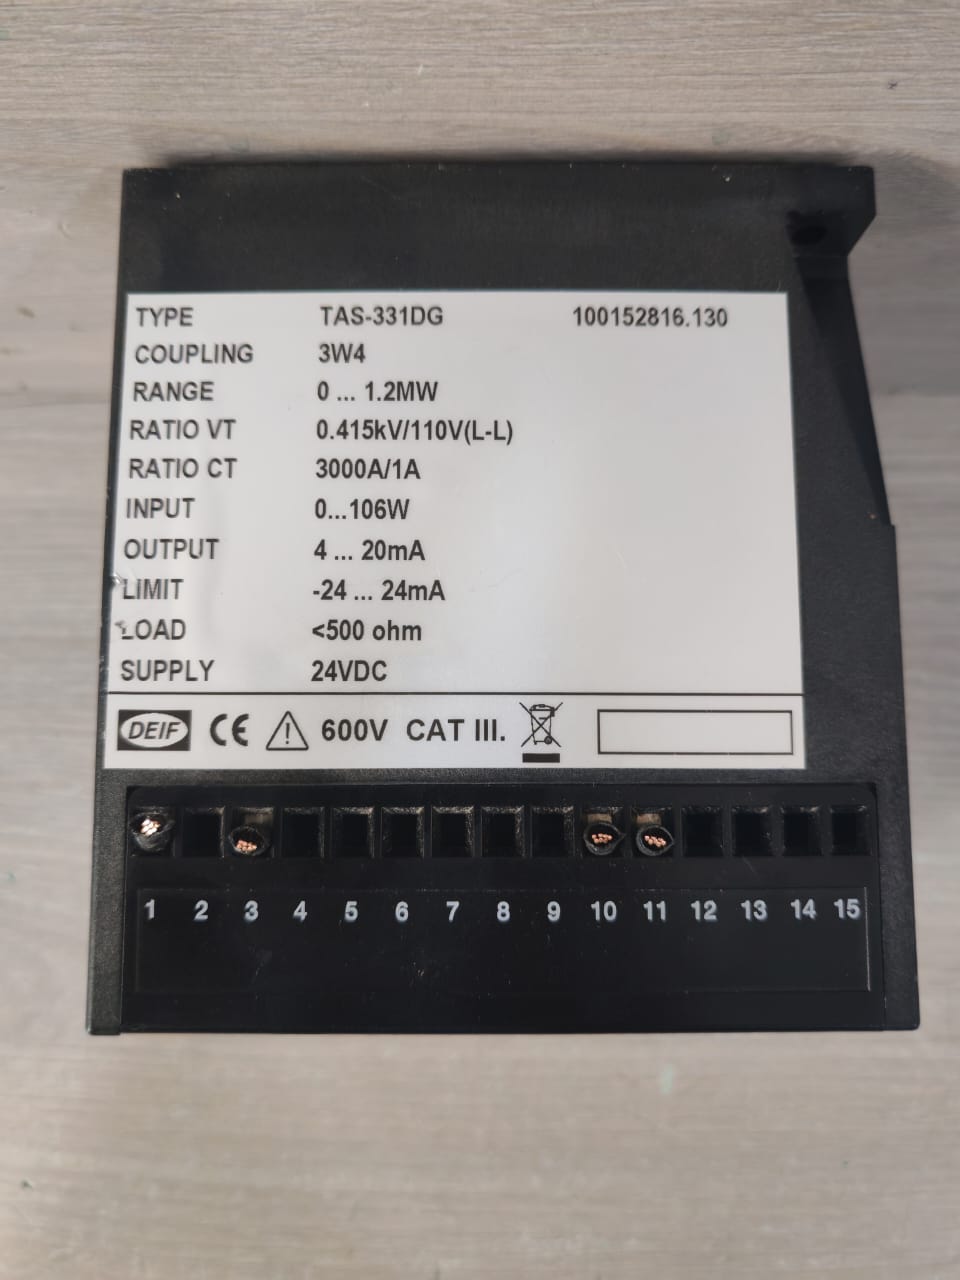 TYPE TAS-331DG 100152816.130
COUPLING 3W4
RANGE 0 ... 1.2MW
RATIO VT 0.415kV/110V(L-L)
RATIO CT 3000A/1A
INPUT 0...106W
OUTPUT 4 ... 20mA
LIMIT -24 ... 24mA
LOAD <500 ohm
SUPPLY 24VDC
DEIF CE 600V CAT III.
1 2 3 4 5 6 7 8 9 10 11 12 13 14 15